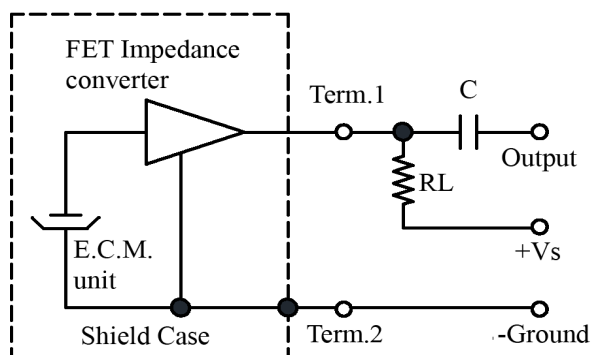 FET Impedance
converter
Term.1
C
Output
RL
+Vs
E.C.M.
unit
Shield Case
Term.2
-Ground